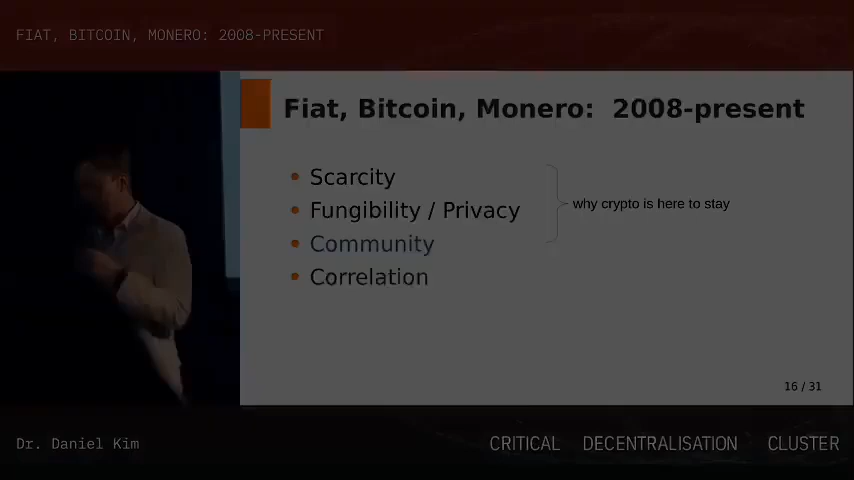 FIAT, BITCOIN, MONERO: 2008-PRESENT
Fiat, Bitcoin, Monero: 2008-present
• Scarcity
• Fungibility / Privacy
why crypto is here to stay
• Community
• Correlation
16 / 31
Dr. Daniel Kim
CRITICAL DECENTRALISATION CLUSTER